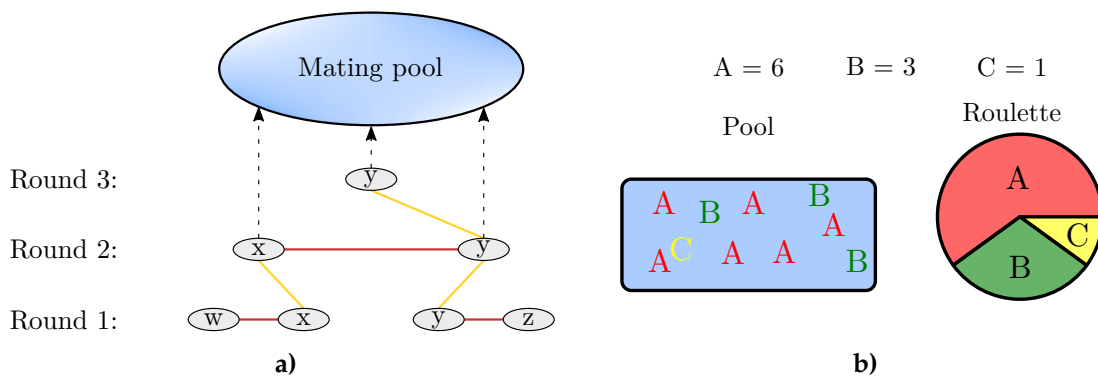 Mating pool
Round 3:
y
Round 2:
x y
Round 1:
w x y z
a)
A = 6 B = 3 C = 1
Pool
Roulette
A B A B A
A C A A B
A
B
C
b)